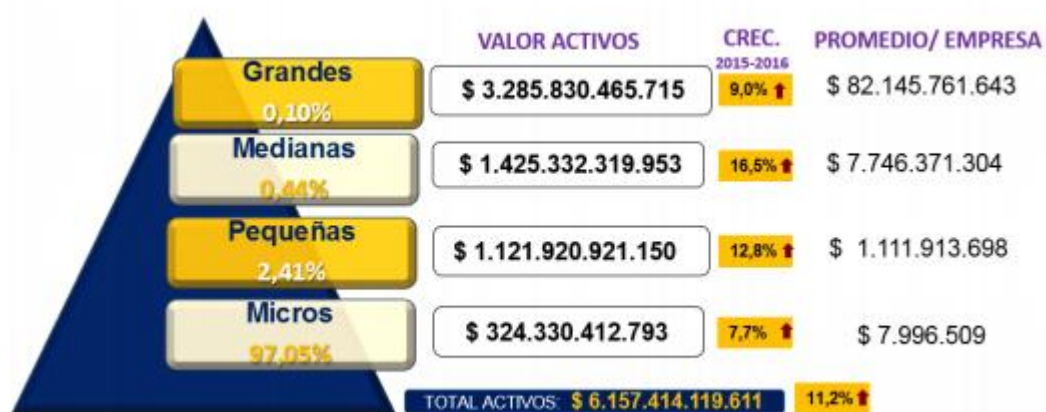 VALOR ACTIVOS CREC. PROMEDIO/ EMPRESA
2015-2016
Grandes
0,10%
$ 3.285.830.465.715 9,0% $ 82.145.761.643
Medianas
0,44%
$ 1.425.332.319.953 16,5% $ 7.746.371.304
Pequeñas
2,41%
$ 1.121.920.921.150 12,8% $ 1.111.913.698
Micros
97,05%
$ 324.330.412.793 7,7% $ 7.996.509
TOTAL ACTIVOS: $ 6.157.414.119.611 11,2%